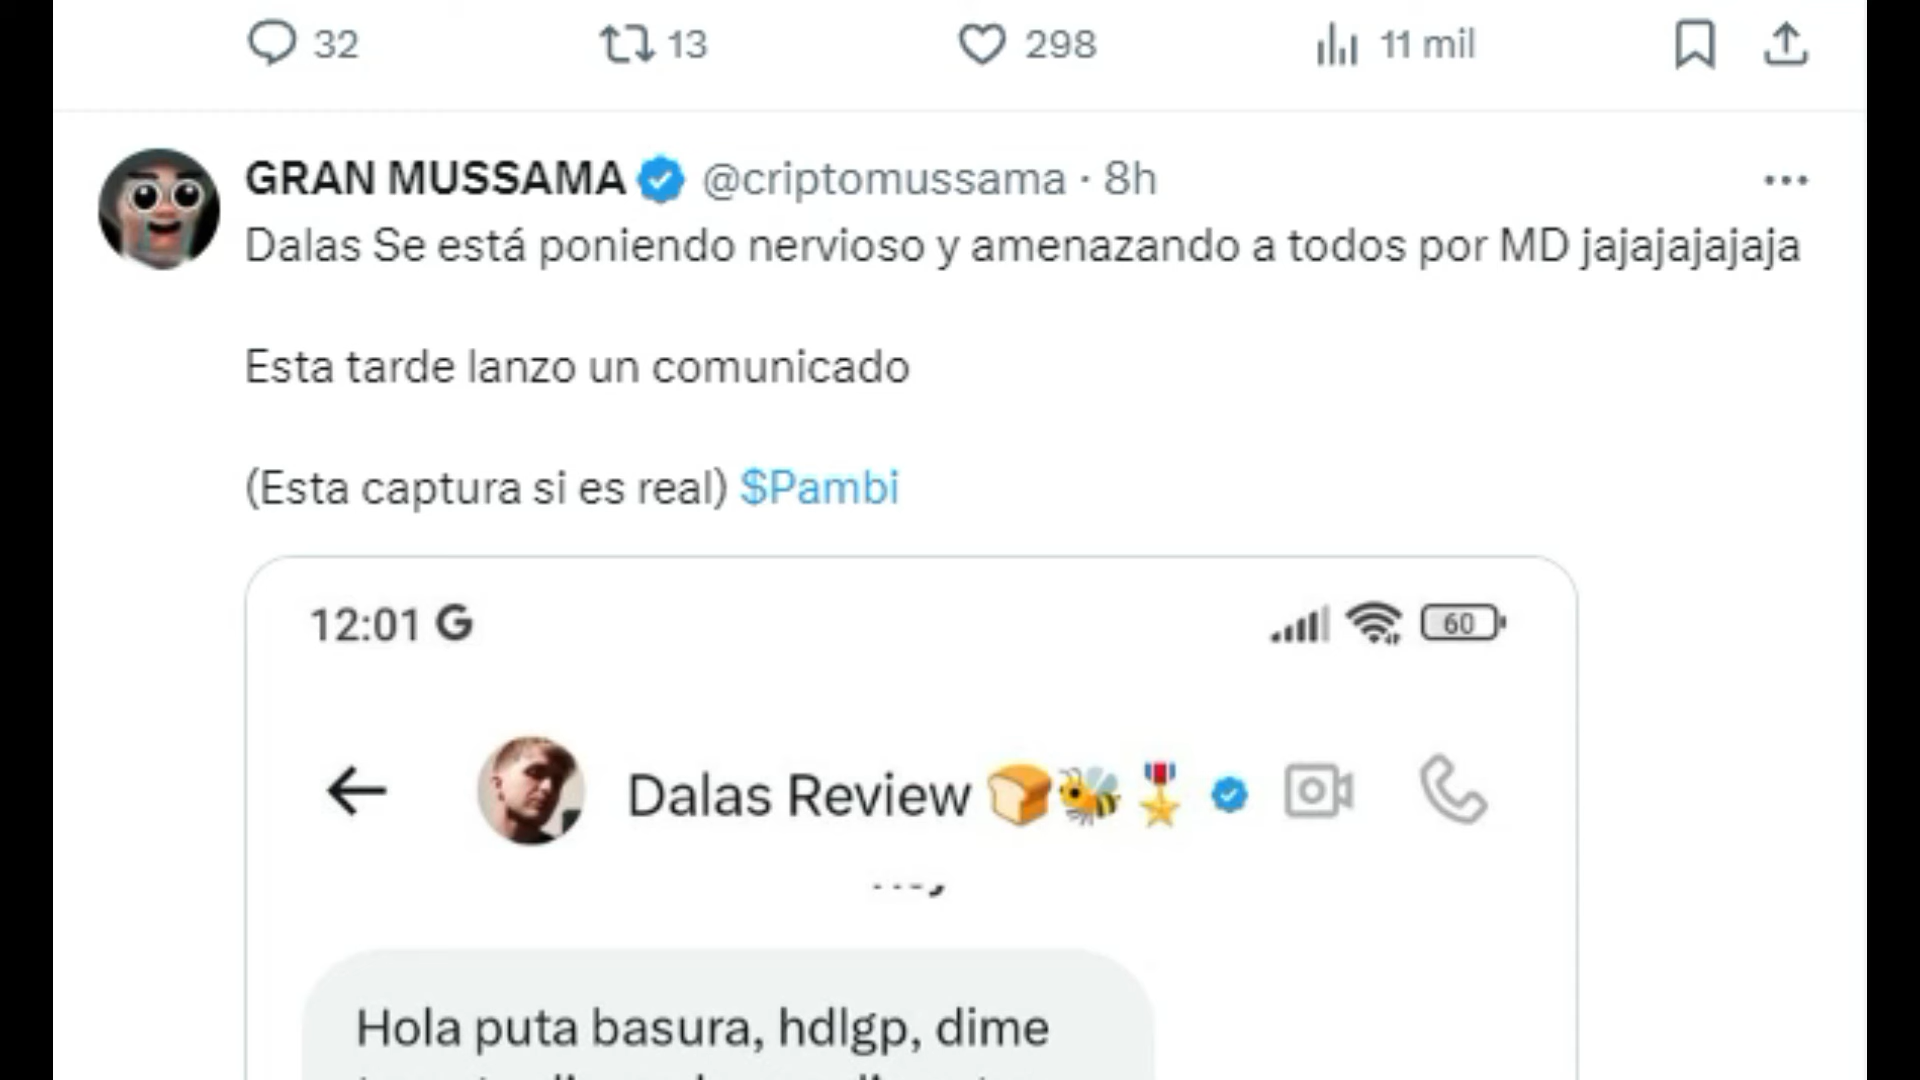 32 13 298 11 mil
GRAN MUSSAMA @criptomussama · 8h
Dalas Se está poniendo nervioso y amenazando a todos por MD jajajajajaja
Esta tarde lanzo un comunicado
(Esta captura si es real) $Pambi
12:01 G 60
Dalas Review
Hola puta basura, hdlgp, dime